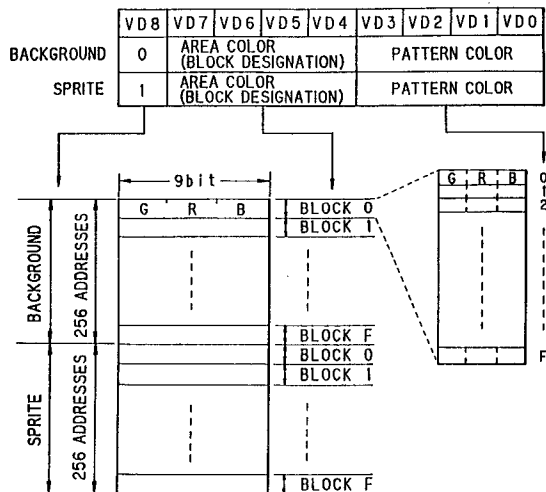 VD8 VD7 VD6 VD5 VD4 VD3 VD2 VD1 VD0
BACKGROUND 0 AREA COLOR (BLOCK DESIGNATION) PATTERN COLOR
SPRITE 1 AREA COLOR (BLOCK DESIGNATION) PATTERN COLOR
9bit
G R B
BLOCK 0
BLOCK 1
BLOCK F
BLOCK 0
BLOCK 1
BLOCK F
BACKGROUND
256 ADDRESSES
SPRITE
256 ADDRESSES
G R B
0
1
2
F